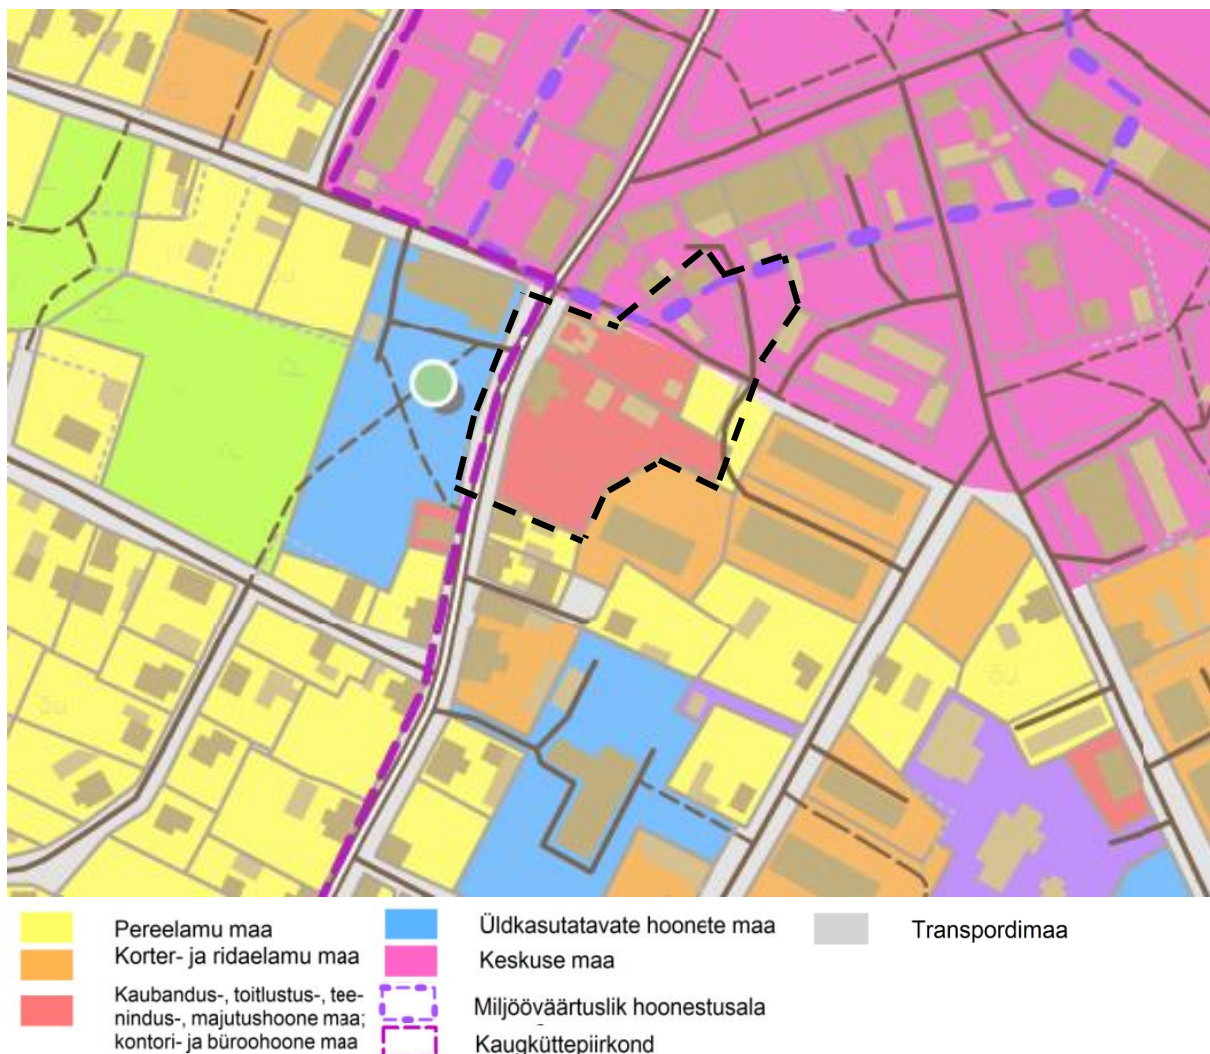 Pereelamu maa
Korter- ja ridaelamu maa
Kaubandus-, toitlustus-, tee-
nindus-, majutushoone maa;
kontori- ja büroohoone maa
Üldkasutatavate hoonete maa
Keskuse maa
Miljööväärtuslik hoonestusala
Kaugküttepiirkond
Transpordimaa